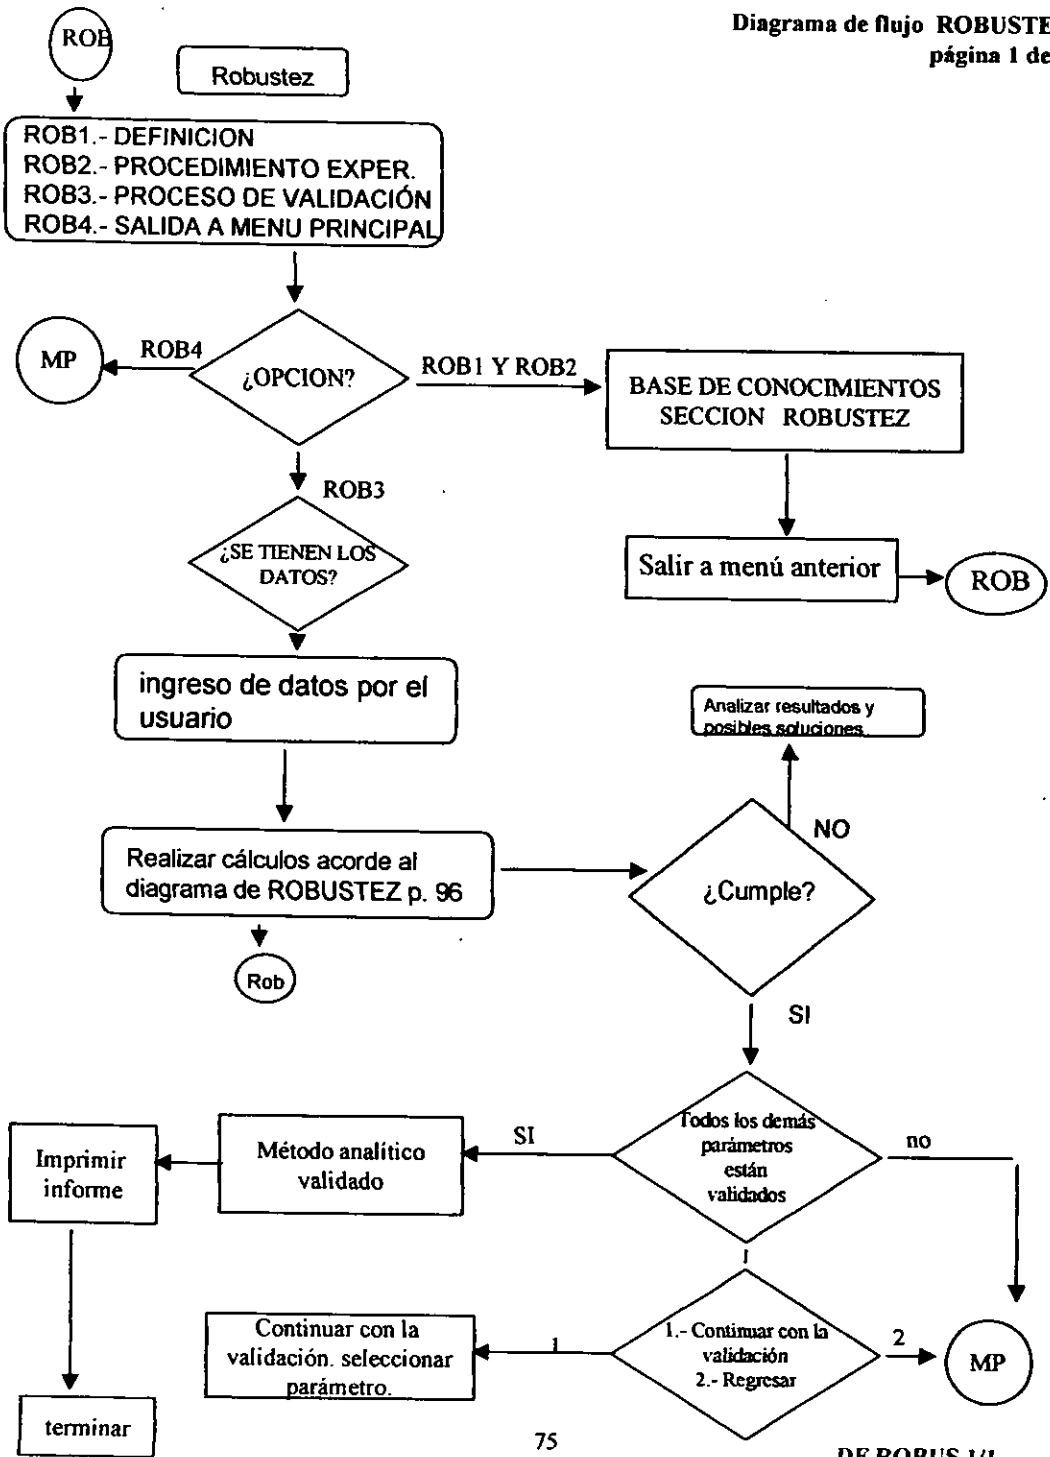 Diagrama de flujo ROBUSTE
página 1 de
ROB
Robustez
ROB1.- DEFINICION
ROB2.- PROCEDIMIENTO EXPER.
ROB3.- PROCESO DE VALIDACIÓN
ROB4.- SALIDA A MENU PRINCIPAL
MP
ROB4
¿OPCION?
ROB1 Y ROB2
BASE DE CONOCIMIENTOS
SECCION ROBUSTEZ
ROB3
¿SE TIENEN LOS
DATOS?
Salir a menú anterior
ROB
ingreso de datos por el
usuario
Analizar resultados y
posibles soluciones
NO
Realizar cálculos acorde al
diagrama de ROBUSTEZ p. 96
¿Cumple?
Rob
SI
Todos los demás
parámetros
están
validados
SI
no
Método analítico
validado
Imprimir
informe
1.- Continuar con la
validación
2.- Regresar
1
2
Continuar con la
validación. seleccionar
parámetro.
MP
terminar
75
DE ROBUS 1/1